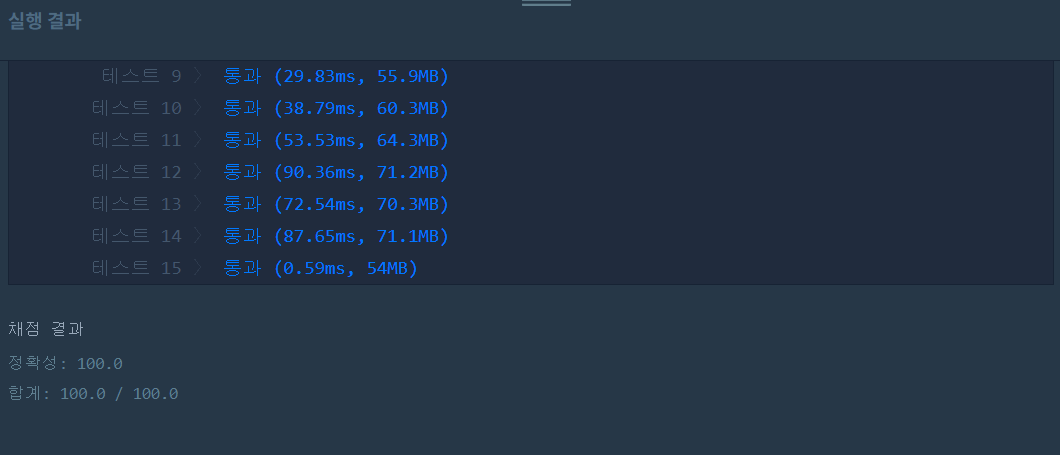 실행 결과
테스트 9 〉 통과 (29.83ms, 55.9MB)
테스트 10 〉 통과 (38.79ms, 60.3MB)
테스트 11 〉 통과 (53.53ms, 64.3MB)
테스트 12 〉 통과 (90.36ms, 71.2MB)
테스트 13 〉 통과 (72.54ms, 70.3MB)
테스트 14 〉 통과 (87.65ms, 71.1MB)
테스트 15 〉 통과 (0.59ms, 54MB)
채점 결과
정확성: 100.0
합계: 100.0 / 100.0